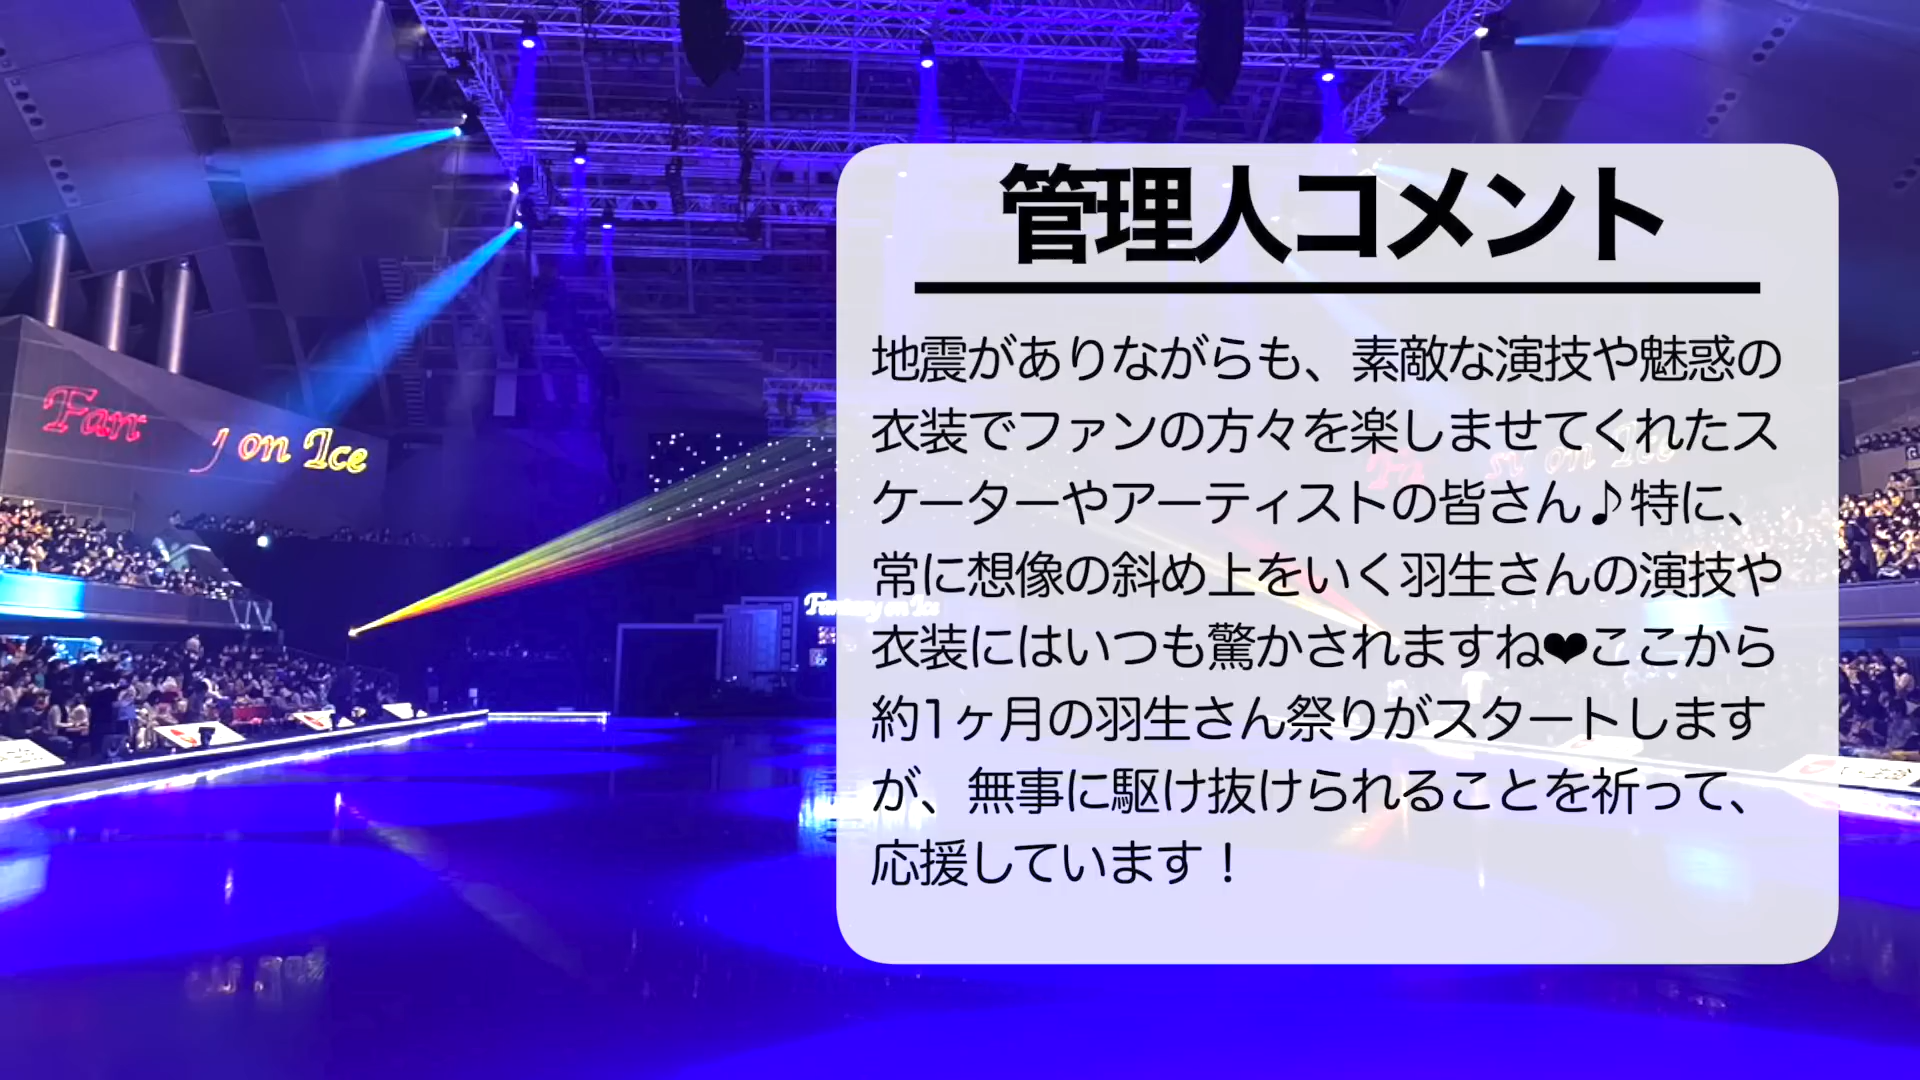 管理人コメント
地震がありながらも、素敵な演技や魅惑の
衣装でファンの方々を楽しませてくれたス
ケーターやアーティストの皆さん♪特に、
常に想像の斜め上をいく羽生さんの演技や
衣装にはいつも驚かされますね❤ここから
約1ヶ月の羽生さん祭りがスタートします
が、無事に駆け抜けられることを祈って、
応援しています！
Fan y on Ice
Fantasy on Ice